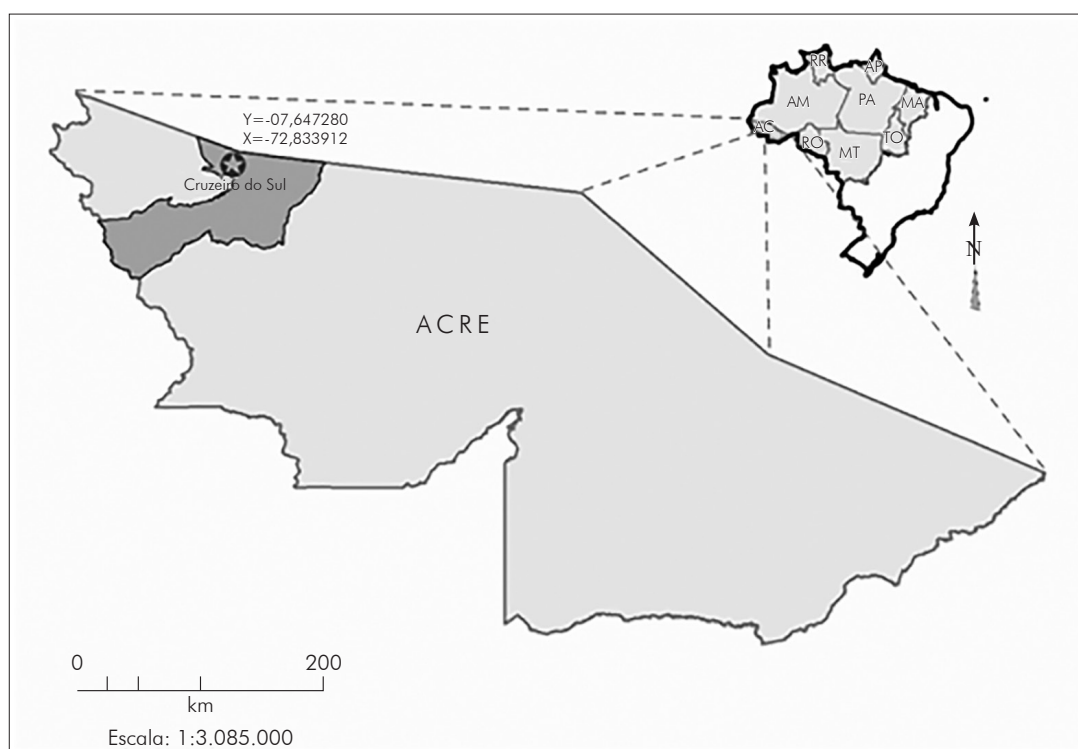 RR
AP
AM
PA
MA
AC
RO
MT
TO
Y=-07,647280
X=-72,833912
Cruzeiro do Sul
N
ACRE
0 200
km
Escala: 1:3.085.000